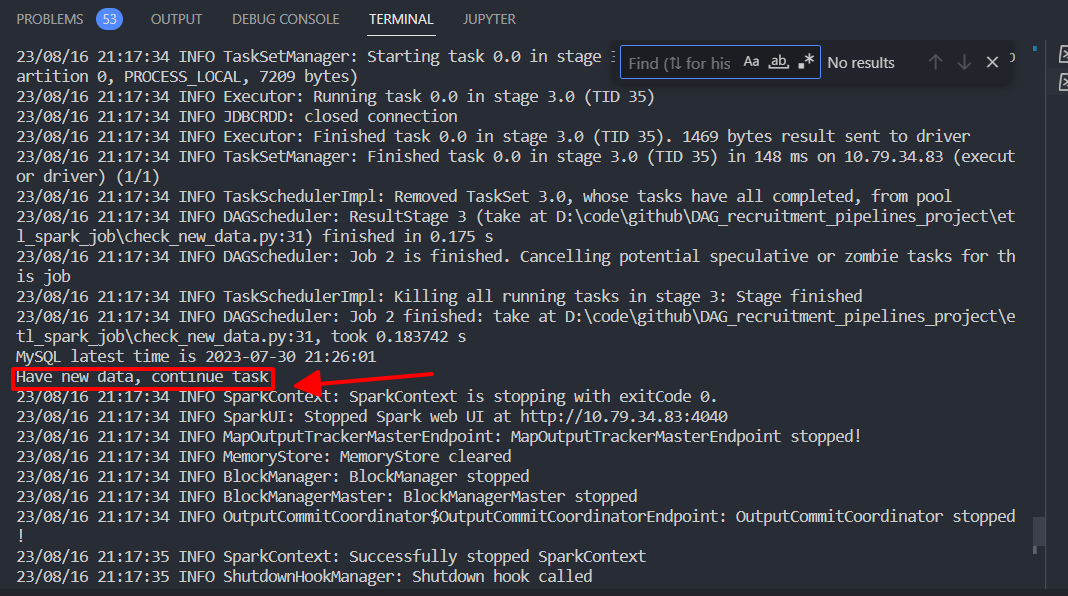 PROBLEMS 53 OUTPUT DEBUG CONSOLE TERMINAL JUPYTER
Find (⇅ for his Aa ab .* No results
23/08/16 21:17:34 INFO TaskSetManager: Starting task 0.0 in stage
artition 0, PROCESS_LOCAL, 7209 bytes)
23/08/16 21:17:34 INFO Executor: Running task 0.0 in stage 3.0 (TID 35)
23/08/16 21:17:34 INFO JDBCRDD: closed connection
23/08/16 21:17:34 INFO Executor: Finished task 0.0 in stage 3.0 (TID 35). 1469 bytes result sent to driver
23/08/16 21:17:34 INFO TaskSetManager: Finished task 0.0 in stage 3.0 (TID 35) in 148 ms on 10.79.34.83 (execut
or driver) (1/1)
23/08/16 21:17:34 INFO TaskSchedulerImpl: Removed TaskSet 3.0, whose tasks have all completed, from pool
23/08/16 21:17:34 INFO DAGScheduler: ResultStage 3 (take at D:\code\github\DAG_recruitment_pipelines_project\et
l_spark_job\check_new_data.py:31) finished in 0.175 s
23/08/16 21:17:34 INFO DAGScheduler: Job 2 is finished. Cancelling potential speculative or zombie tasks for th
is job
23/08/16 21:17:34 INFO TaskSchedulerImpl: Killing all running tasks in stage 3: Stage finished
23/08/16 21:17:34 INFO DAGScheduler: Job 2 finished: take at D:\code\github\DAG_recruitment_pipelines_project\e
tl_spark_job\check_new_data.py:31, took 0.183742 s
MySQL latest time is 2023-07-30 21:26:01
Have new data, continue task
23/08/16 21:17:34 INFO SparkContext: SparkContext is stopping with exitCode 0.
23/08/16 21:17:34 INFO SparkUI: Stopped Spark web UI at http://10.79.34.83:4040
23/08/16 21:17:34 INFO MapOutputTrackerMasterEndpoint: MapOutputTrackerMasterEndpoint stopped!
23/08/16 21:17:34 INFO MemoryStore: MemoryStore cleared
23/08/16 21:17:34 INFO BlockManager: BlockManager stopped
23/08/16 21:17:34 INFO BlockManagerMaster: BlockManagerMaster stopped
23/08/16 21:17:34 INFO OutputCommitCoordinator$OutputCommitCoordinatorEndpoint: OutputCommitCoordinator stopped
!
23/08/16 21:17:35 INFO SparkContext: Successfully stopped SparkContext
23/08/16 21:17:35 INFO ShutdownHookManager: Shutdown hook called